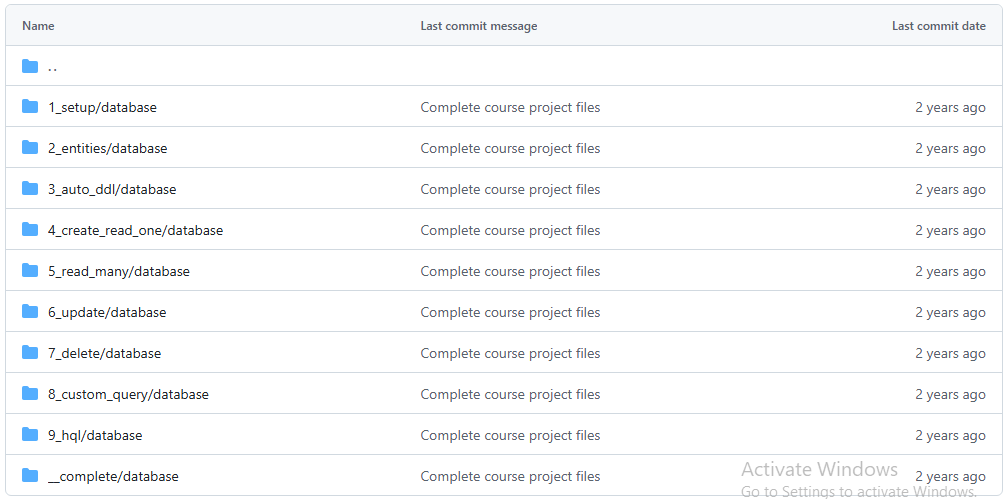 Name Last commit message Last commit date
..
1_setup/database Complete course project files 2 years ago
2_entities/database Complete course project files 2 years ago
3_auto_ddl/database Complete course project files 2 years ago
4_create_read_one/database Complete course project files 2 years ago
5_read_many/database Complete course project files 2 years ago
6_update/database Complete course project files 2 years ago
7_delete/database Complete course project files 2 years ago
8_custom_query/database Complete course project files 2 years ago
9_hql/database Complete course project files 2 years ago
__complete/database Complete course project files 2 years ago
Activate Windows
Go to Settings to activate Windows.